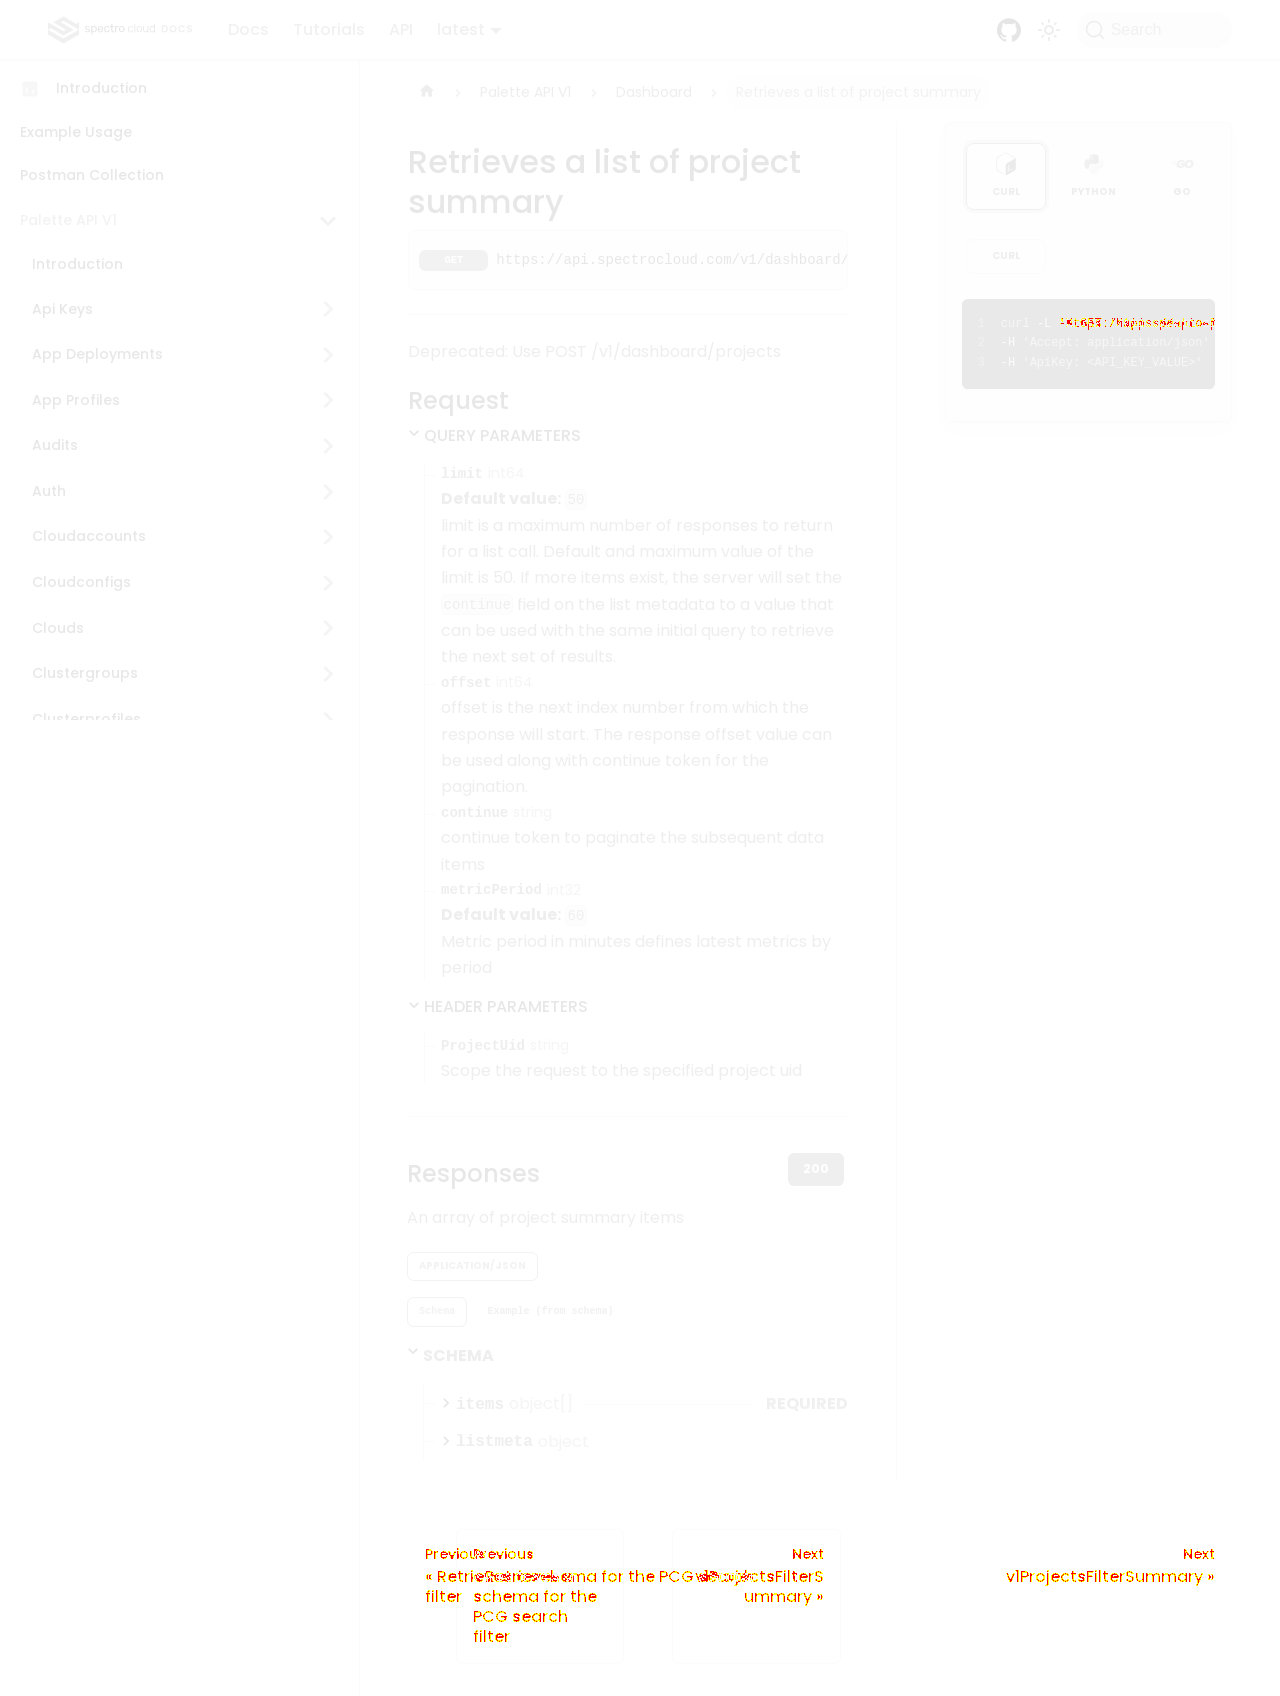 spectro cloud DOCS
Docs
Tutorials
API
latest
Search
Introduction
Example Usage
Postman Collection
Palette API V1
Introduction
Api Keys
App Deployments
App Profiles
Audits
Auth
Cloudaccounts
Cloudconfigs
Clouds
Clustergroups
Clusterprofiles
Palette API V1
Dashboard
Retrieves a list of project summary
Retrieves a list of project
summary
GET https://api.spectrocloud.com/v1/dashboard/
Deprecated: Use POST /v1/dashboard/projects
Request
QUERY PARAMETERS
limit int64
Default value: 50
limit is a maximum number of responses to return
for a list call. Default and maximum value of the
limit is 50. If more items exist, the server will set the
continue field on the list metadata to a value that
can be used with the same initial query to retrieve
the next set of results.
offset int64
offset is the next index number from which the
response will start. The response offset value can
be used along with continue token for the
pagination.
continue string
continue token to paginate the subsequent data
items
metricPeriod int32
Default value: 60
Metric period in minutes defines latest metrics by
period
HEADER PARAMETERS
ProjectUid string
Scope the request to the specified project uid
Responses
200
An array of project summary items
APPLICATION/JSON
Schema
Example (from schema)
SCHEMA
items object[] REQUIRED
listmeta object
CURL
PYTHON
GO
CURL
1 curl -L
2 -H 'Accept: application/json'
3 -H 'ApiKey: <API_KEY_VALUE>'
Previous
filter
Previous
schema for the
PCG search
filter
Next
ummary »
Next
v1ProjectsFilterSummary »